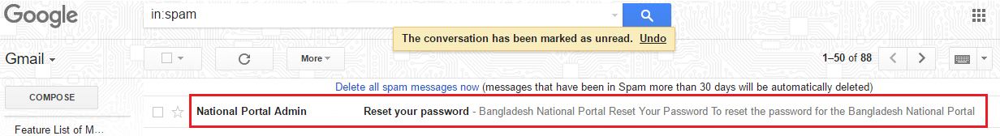 Google
in:spam
The conversation has been marked as unread. Undo
Gmail
More
1–50 of 88
Delete all spam messages now (messages that have been in Spam more than 30 days will be automatically deleted)
COMPOSE
National Portal Admin Reset your password - Bangladesh National Portal Reset Your Password To reset the password for the Bangladesh National Portal
Feature List of M...